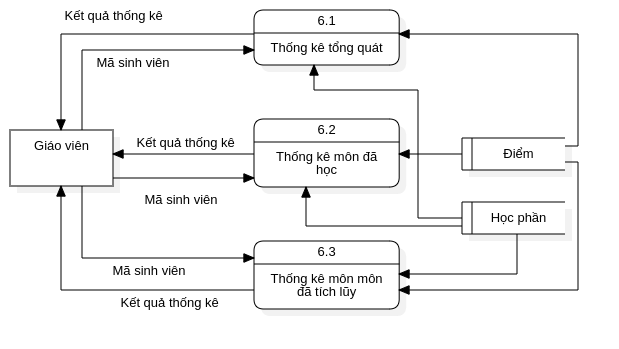 Kết quả thống kê
6.1
Thống kê tổng quát
Mã sinh viên
6.2
Giáo viên
Kết quả thống kê
Thống kê môn đã
học
Điểm
Mã sinh viên
Học phần
6.3
Mã sinh viên
Thống kê môn môn
đã tích lũy
Kết quả thống kê